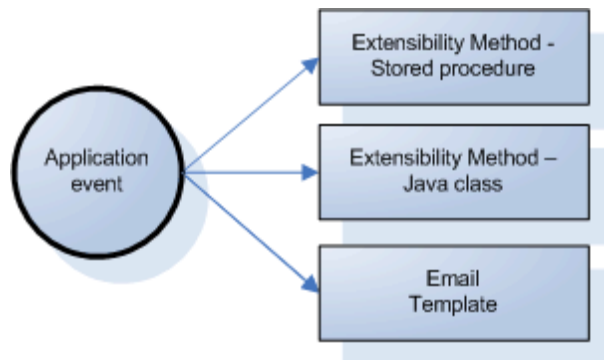 Application
event
Extensibility Method -
Stored procedure
Extensibility Method –
Java class
Email
Template